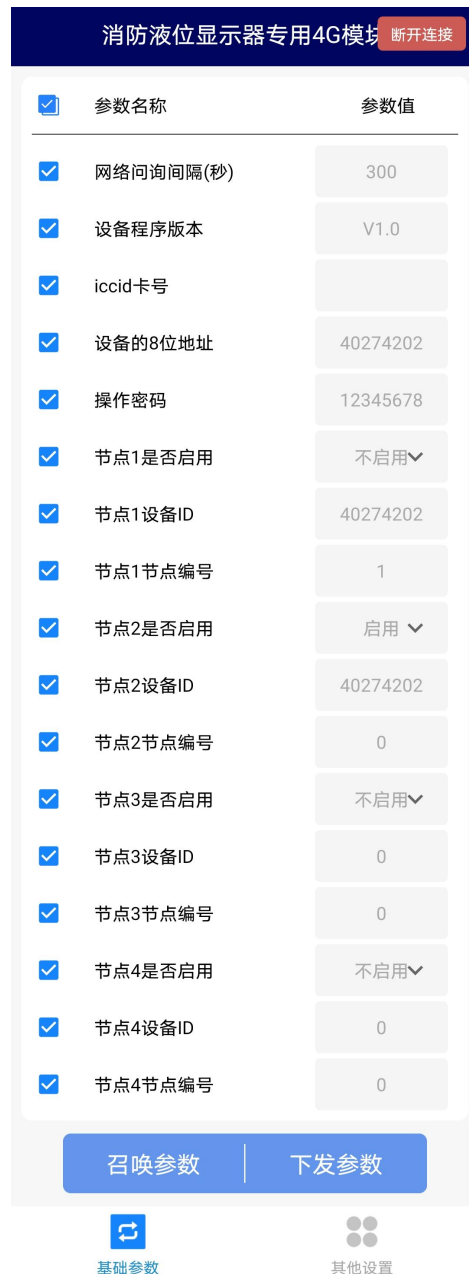 消防液位显示器专用4G模块 断开连接
参数名称 参数值
网络问询间隔(秒) 300
设备程序版本 V1.0
iccid卡号
设备的8位地址 40274202
操作密码 12345678
节点1是否启用 不启用
节点1设备ID 40274202
节点1节点编号 1
节点2是否启用 启用
节点2设备ID 40274202
节点2节点编号 0
节点3是否启用 不启用
节点3设备ID 0
节点3节点编号 0
节点4是否启用 不启用
节点4设备ID 0
节点4节点编号 0
召唤参数 下发参数
基础参数 其他设置